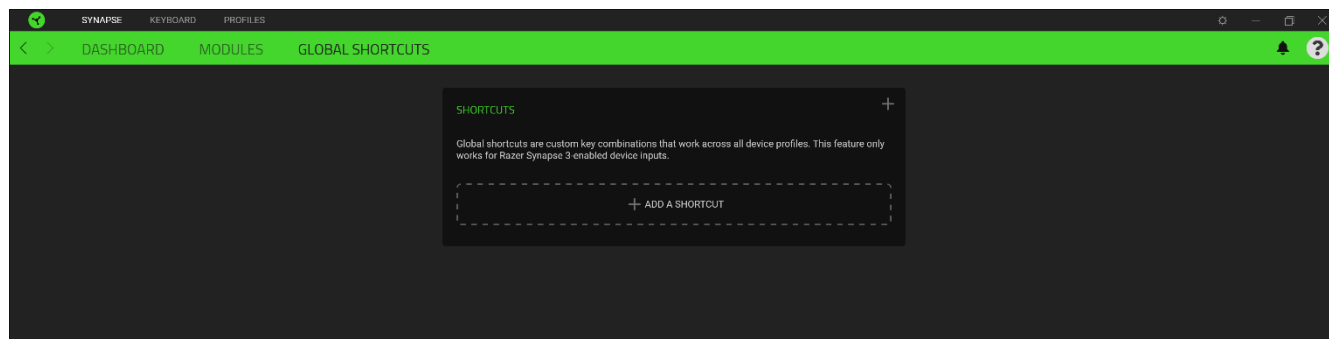 SYNAPSE KEYBOARD PROFILES
DASHBOARD MODULES GLOBAL SHORTCUTS
?
SHORTCUTS
Global shortcuts are custom key combinations that work across all device profiles. This feature only
works for Razer Synapse 3-enabled device inputs.
ADD A SHORTCUT